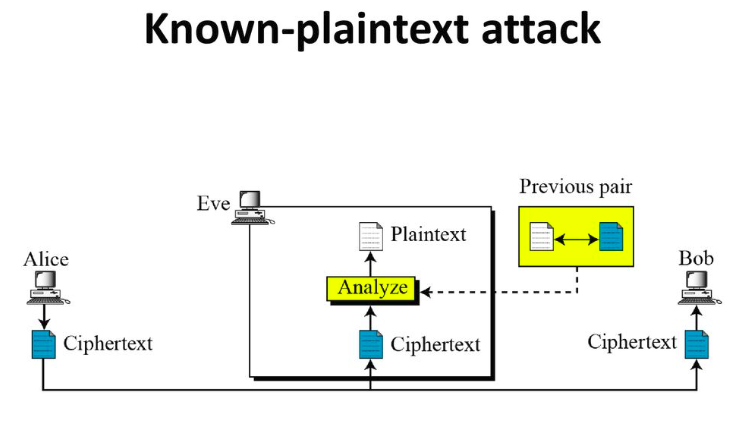 Known-plaintext attack
Previous pair
Eve
Plaintext
Alice
Bob
Analyze
Ciphertext
Ciphertext
Ciphertext